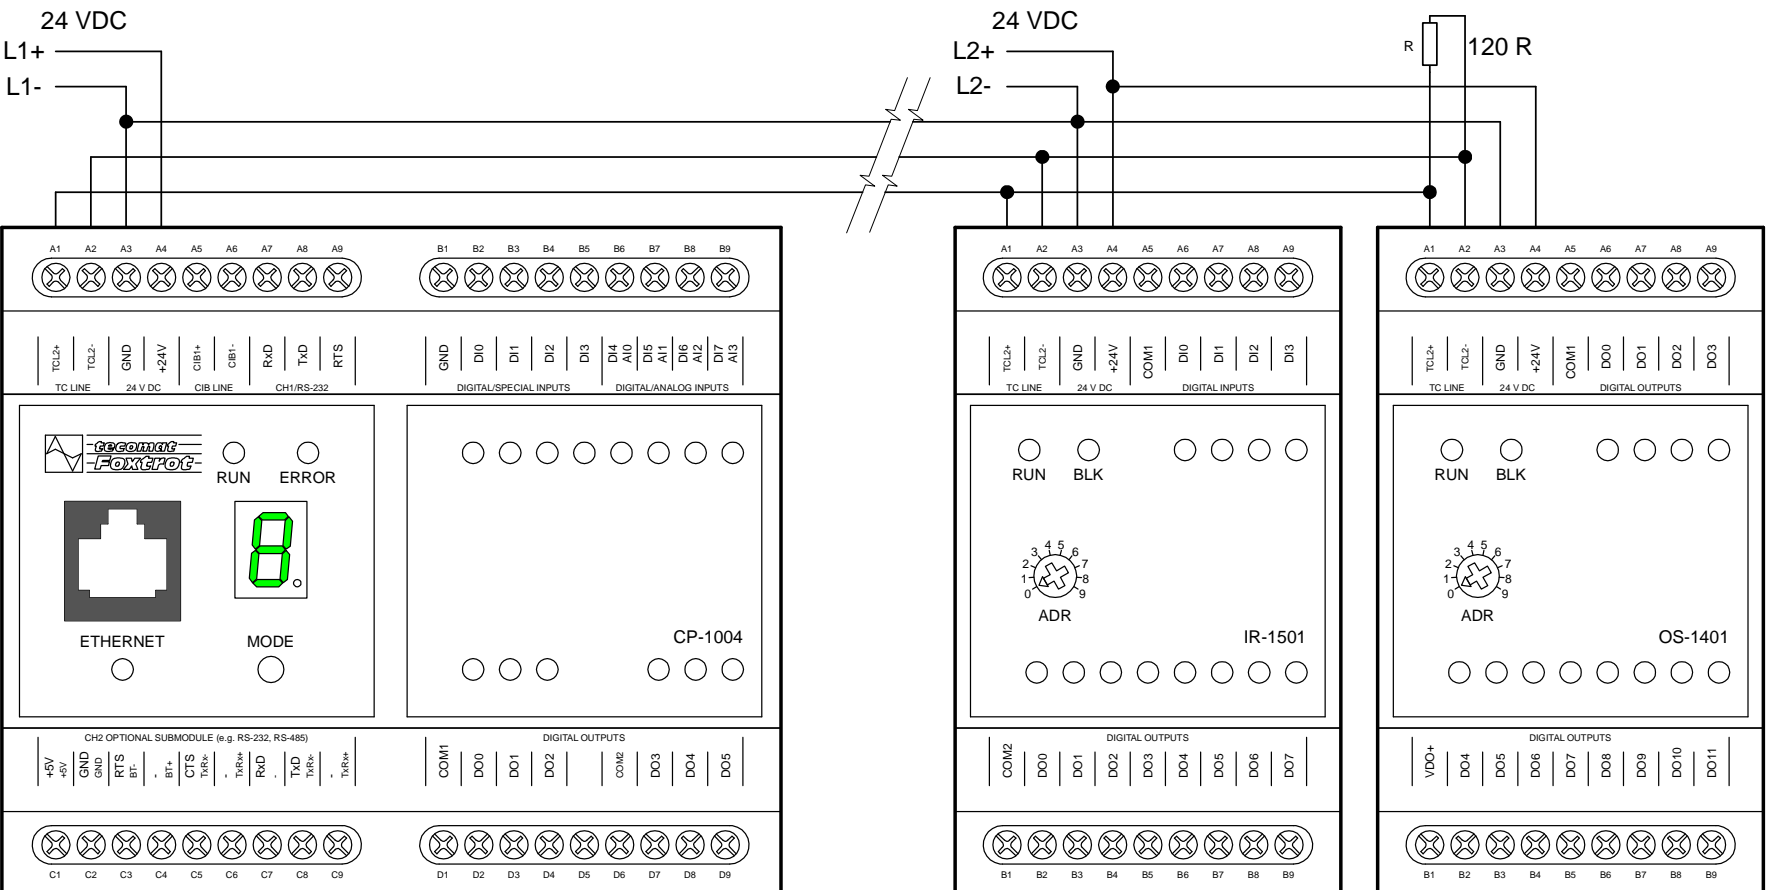 24 VDC
L1+
L1-
24 VDC
L2+
L2-
R
120 R
A1 A2 A3 A4 A5 A6 A7 A8 A9
B1 B2 B3 B4 B5 B6 B7 B8 B9
TCL2+ TCL2- GND +24V CIB1+ CIB1- RxD TxD RTS
TC LINE 24 V DC CIB LINE CH1/RS-232
GND DI0 DI1 DI2 DI3 DI4 AI0 DI5 AI1 DI6 AI2 DI7 AI3
DIGITAL/SPECIAL INPUTS DIGITAL/ANALOG INPUTS
tecomat
Foxtrot
RUN ERROR
8.
ETHERNET MODE
CP-1004
CH2 OPTIONAL SUBMODULE (e.g. RS-232, RS-485)
+5V GND RTS - CTS - RxD TxD -
+5V GND BT- BT+ TxRx- TxRx+ - TxRx- TxRx+
DIGITAL OUTPUTS
COM1 DO0 DO1 DO2 COM2 DO3 DO4 DO5
C1 C2 C3 C4 C5 C6 C7 C8 C9
D1 D2 D3 D4 D5 D6 D7 D8 D9
A1 A2 A3 A4 A5 A6 A7 A8 A9
TCL2+ TCL2- GND +24V COM1 DI0 DI1 DI2 DI3
TC LINE 24 V DC DIGITAL INPUTS
RUN BLK
0 1 2 3 4 5 6 7 8 9
ADR
IR-1501
DIGITAL OUTPUTS
COM2 DO0 DO1 DO2 DO3 DO4 DO5 DO6 DO7
B1 B2 B3 B4 B5 B6 B7 B8 B9
A1 A2 A3 A4 A5 A6 A7 A8 A9
TCL2+ TCL2- GND +24V COM1 DO0 DO1 DO2 DO3
TC LINE 24 V DC DIGITAL OUTPUTS
RUN BLK
0 1 2 3 4 5 6 7 8 9
ADR
OS-1401
DIGITAL OUTPUTS
VDO+ DO4 DO5 DO6 DO7 DO8 DO9 DO10 DO11
B1 B2 B3 B4 B5 B6 B7 B8 B9